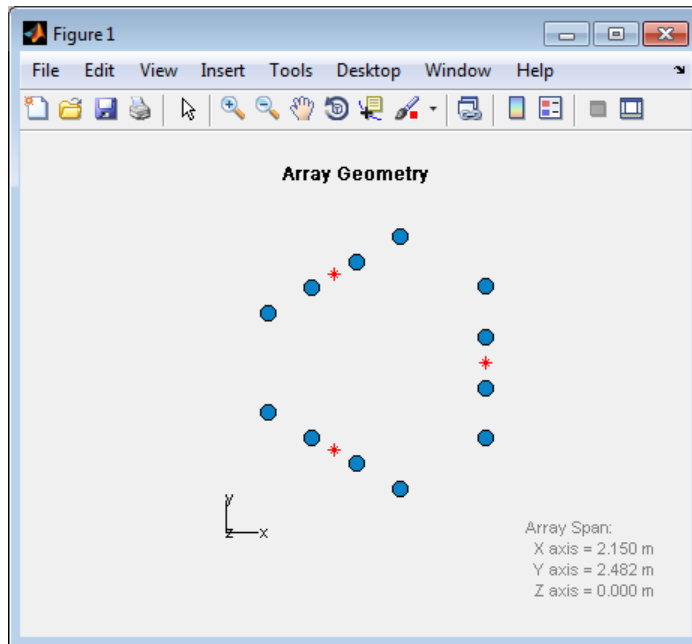 Figure 1
File Edit View Insert Tools Desktop Window Help
Array Geometry
y
z x
Array Span:
X axis = 2.150 m
Y axis = 2.482 m
Z axis = 0.000 m